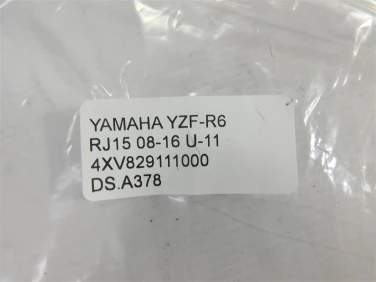 YAMAHA YZF-R6
RJ15 08-16 U-11
4XV829111000
DS.A378